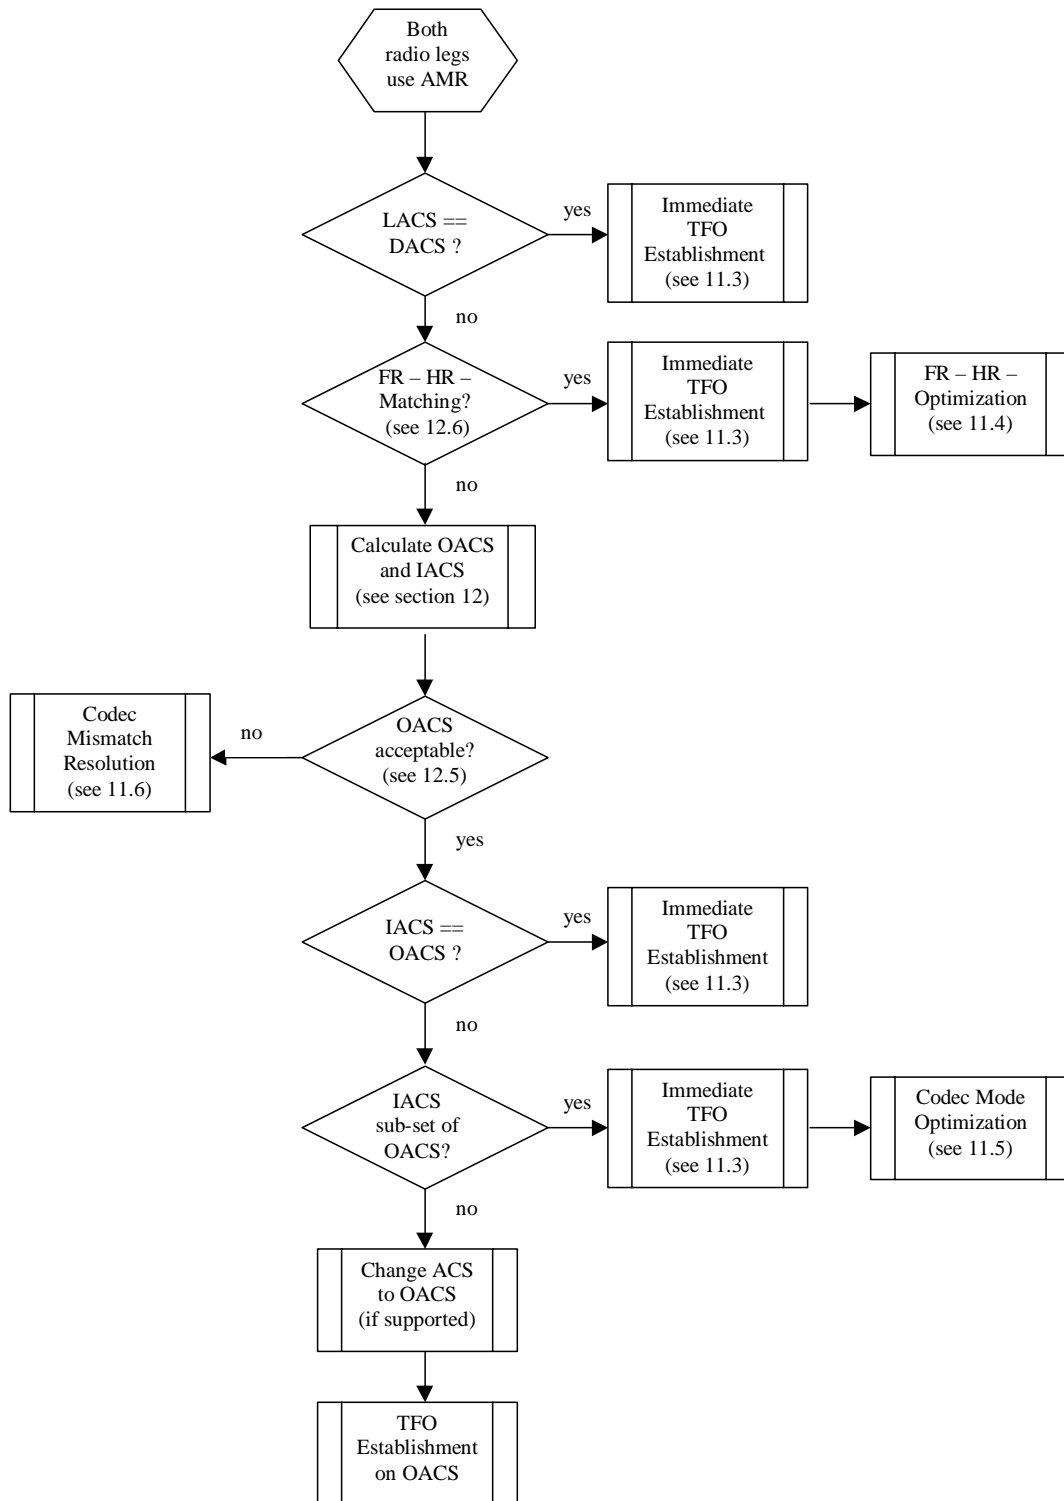 Both
radio legs
use AMR
LACS ==
DACS ?
yes
Immediate
TFO
Establishment
(see 11.3)
no
FR – HR –
Matching?
(see 12.6)
yes
Immediate
TFO
Establishment
(see 11.3)
FR – HR –
Optimization
(see 11.4)
no
Calculate OACS
and IACS
(see section 12)
OACS
acceptable?
(see 12.5)
no
Codec
Mismatch
Resolution
(see 11.6)
yes
IACS ==
OACS ?
yes
Immediate
TFO
Establishment
(see 11.3)
no
IACS
sub-set of
OACS?
yes
Immediate
TFO
Establishment
(see 11.3)
Codec Mode
Optimization
(see 11.5)
no
Change ACS
to OACS
(if supported)
TFO
Establishment
on OACS